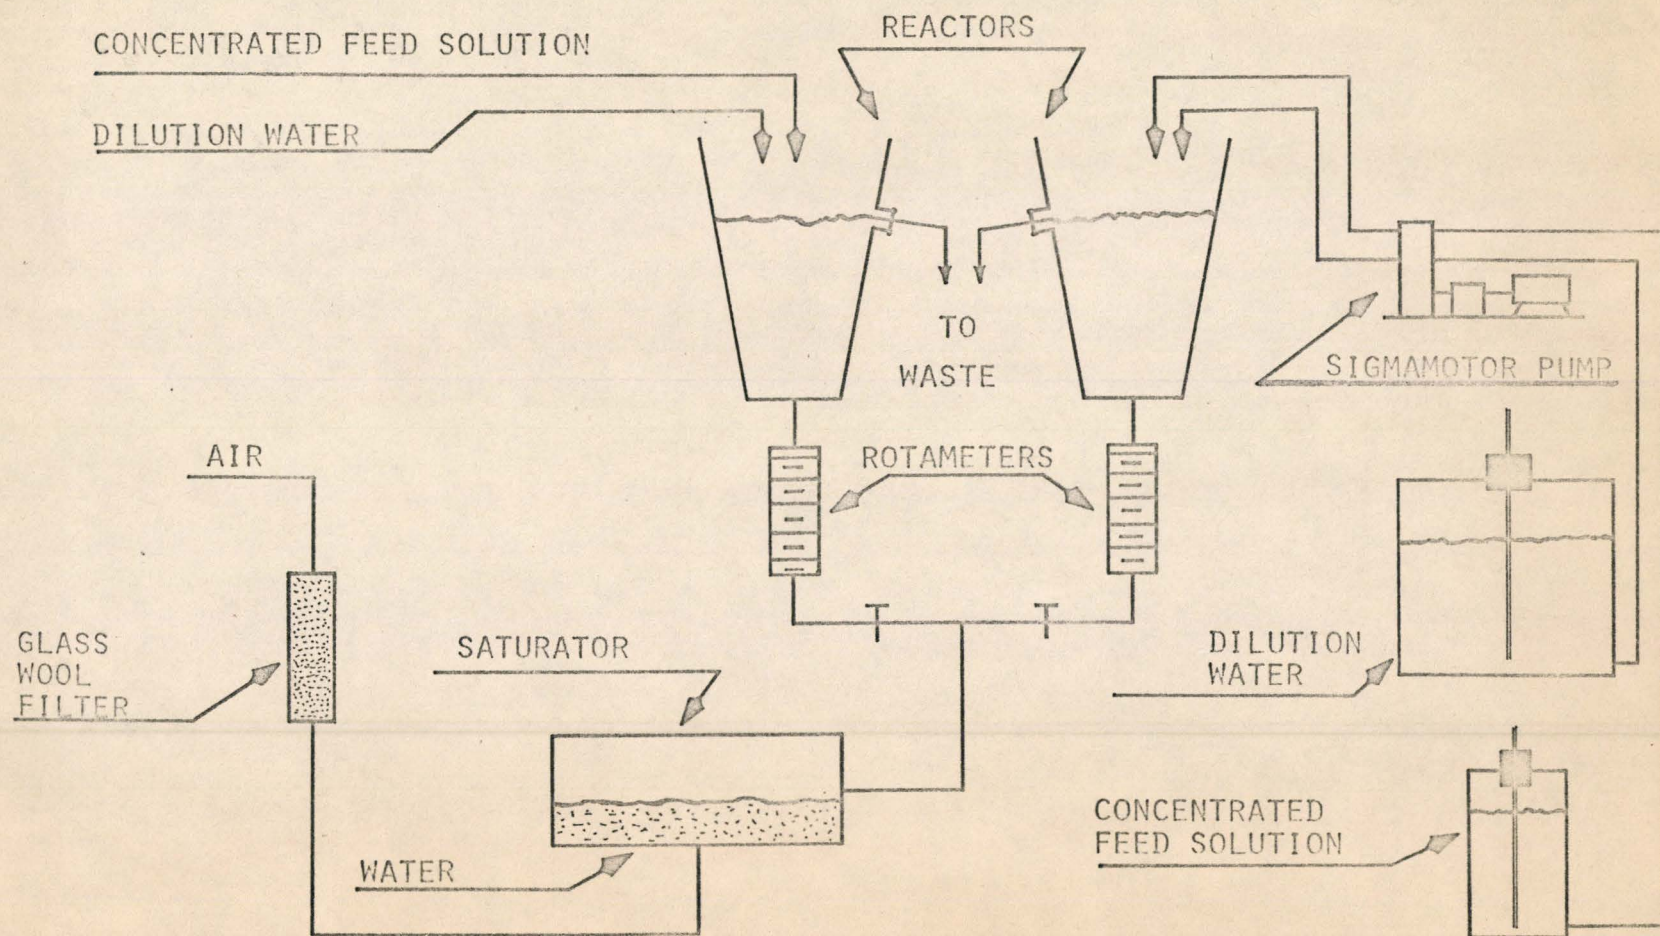 REACTORS
CONCENTRATED FEED SOLUTION
DILUTION WATER
TO
WASTE
SIGMAMOTOR PUMP
AIR
ROTAMETERS
GLASS
WOOL
FILTER
SATURATOR
DILUTION
WATER
CONCENTRATED
FEED SOLUTION
WATER